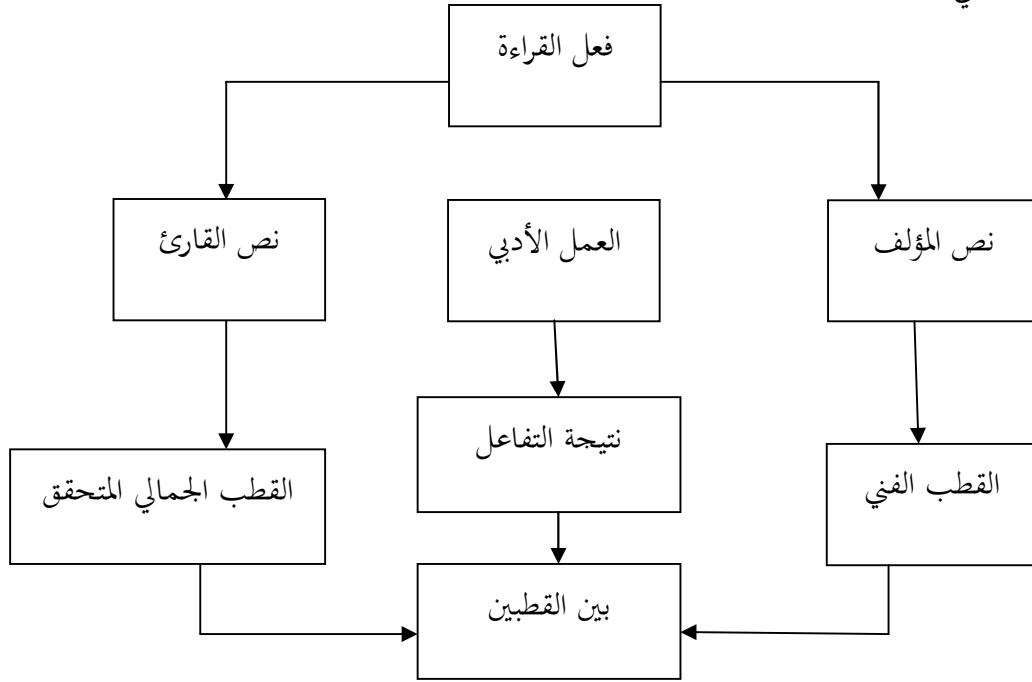 فعل القراءة
نص المؤلف
العمل الأدبي
نص القارئ
نتيجة التفاعل
القطب الفني
القطب الجمالي المتحقق
بين القطبين